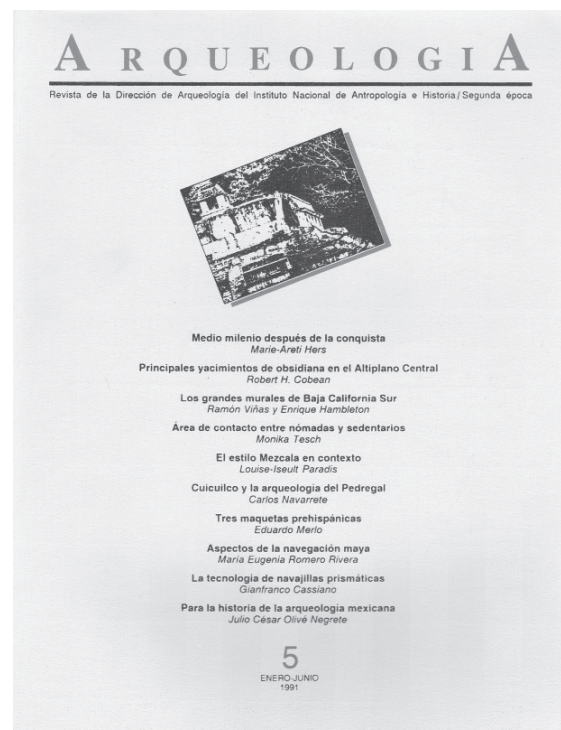 ARQUEOLOGIA
Revista de la Dirección de Arqueología del Instituto Nacional de Antropología e Historia/Segunda época
Medio milenio después de la conquista
Marie-Areti Hers
Principales yacimientos de obsidiana en el Altiplano Central
Robert H. Cobean
Los grandes murales de Baja California Sur
Ramón Viñas y Enrique Hambleton
Área de contacto entre nómadas y sedentarios
Monika Tesch
El estilo Mezcala en contexto
Louise-Iseult Paradis
Cuicuilco y la arqueología del Pedregal
Carlos Navarrete
Tres maquetas prehispánicas
Eduardo Merlo
Aspectos de la navegación maya
María Eugenia Romero Rivera
La tecnología de navajillas prismáticas
Gianfranco Cassiano
Para la historia de la arqueología mexicana
Julio César Olivé Negrete
5
ENERO-JUNIO
1991